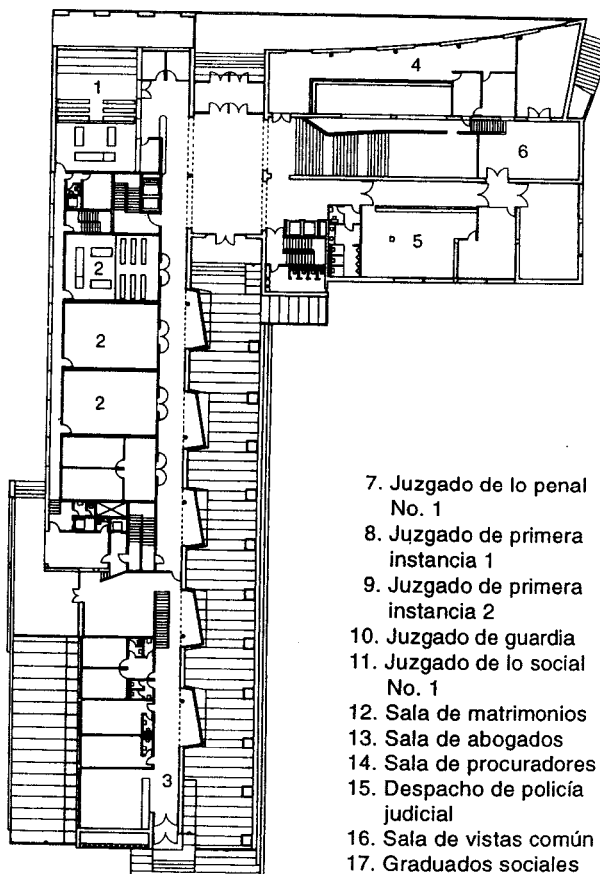 1
4
6
5
2
2
2
3
7. Juzgado de lo penal
No. 1
8. Juzgado de primera
instancia 1
9. Juzgado de primera
instancia 2
10. Juzgado de guardia
11. Juzgado de lo social
No. 1
12. Sala de matrimonios
13. Sala de abogados
14. Sala de procuradores
15. Despacho de policía
judicial
16. Sala de vistas común
17. Graduados sociales